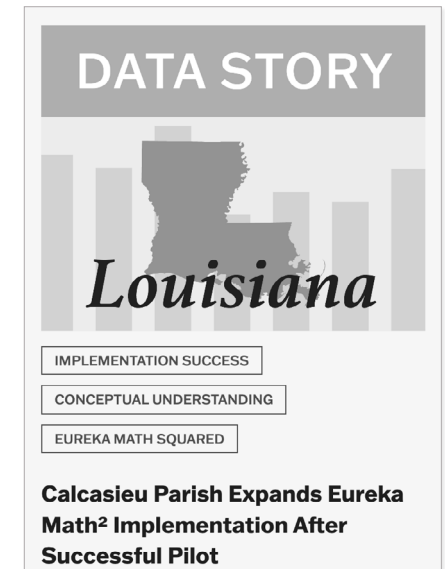 DATA STORY
Louisiana
IMPLEMENTATION SUCCESS
CONCEPTUAL UNDERSTANDING
EUREKA MATH SQUARED
Calcasieu Parish Expands Eureka
Math² Implementation After
Successful Pilot